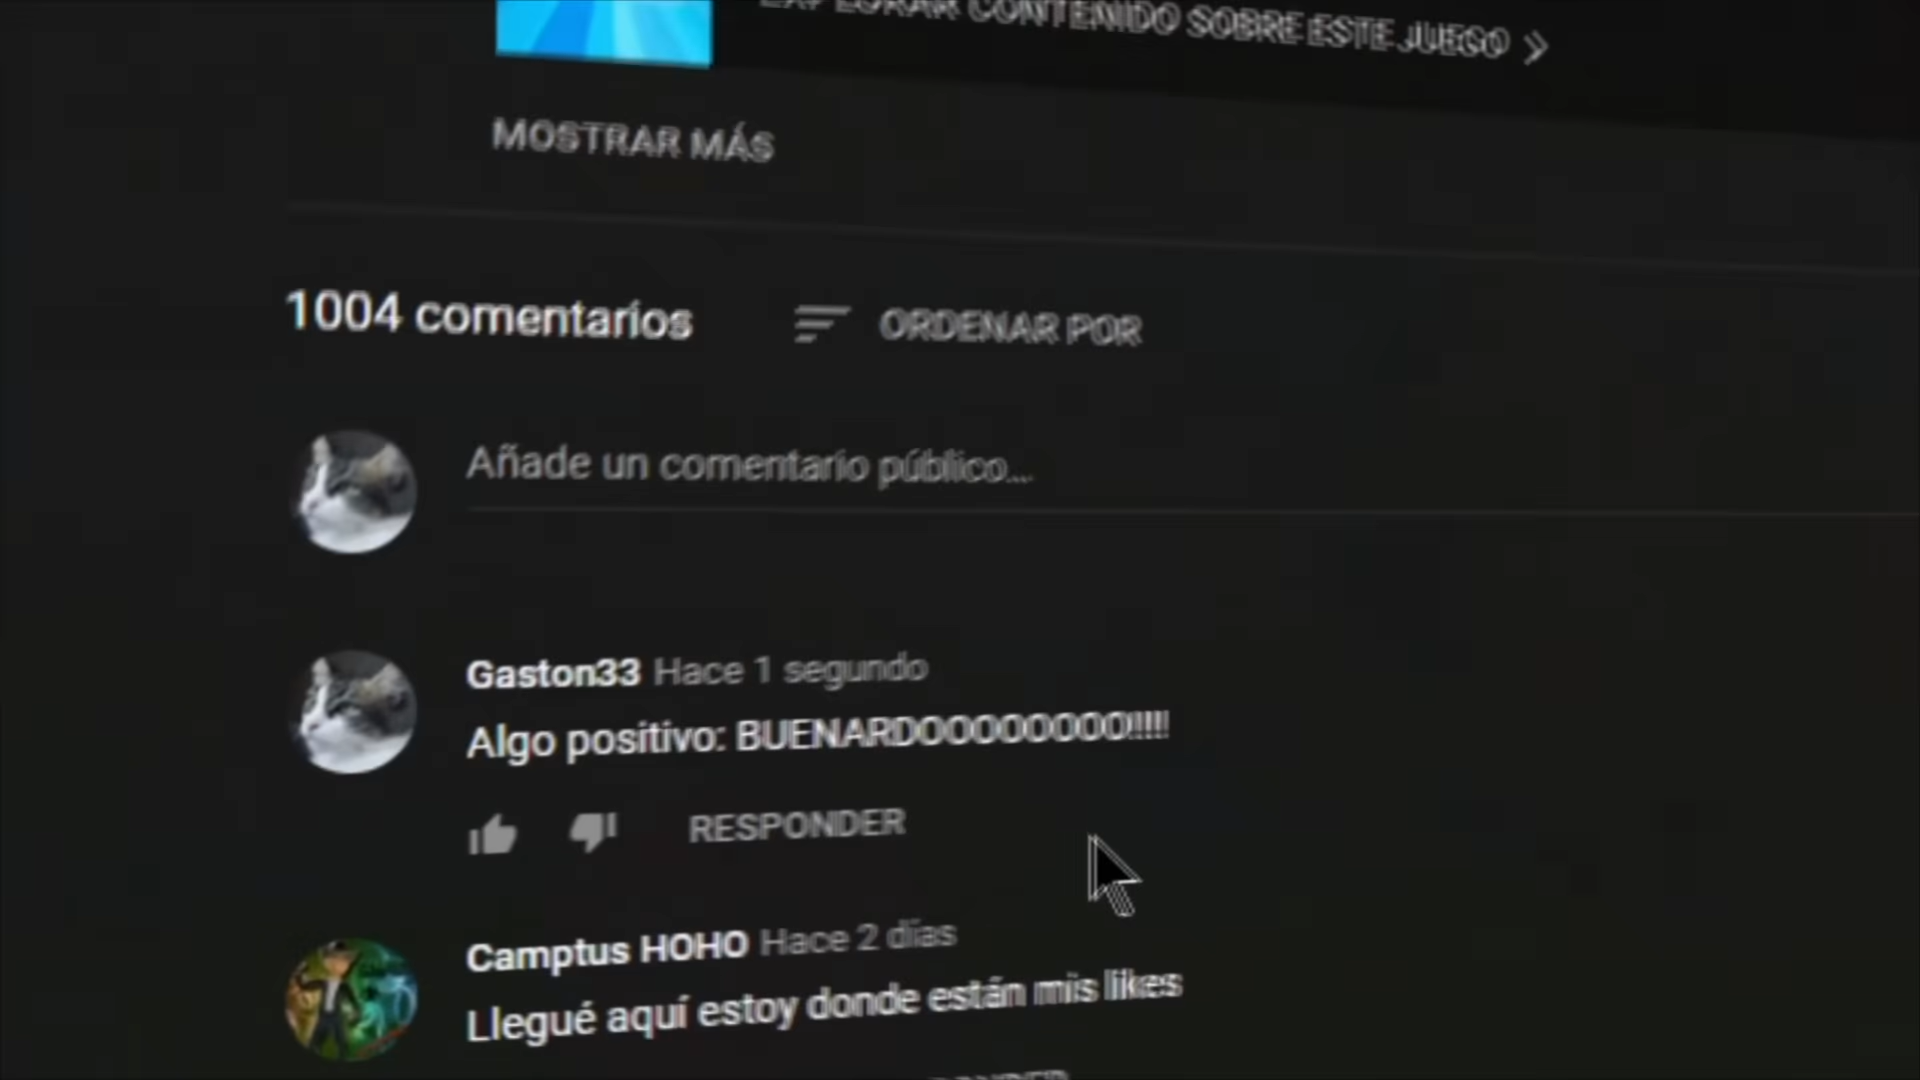 EXPLORAR CONTENIDO SOBRE ESTE JUEGO
MOSTRAR MÁS
1004 comentarios
ORDENAR POR
Añade un comentario público...
Gaston33 Hace 1 segundo
Algo positivo: BUENARDOOOOOOOOO!!!!!
RESPONDER
Camptus HOHO Hace 2 días
Llegué aquí estoy donde están mis likes